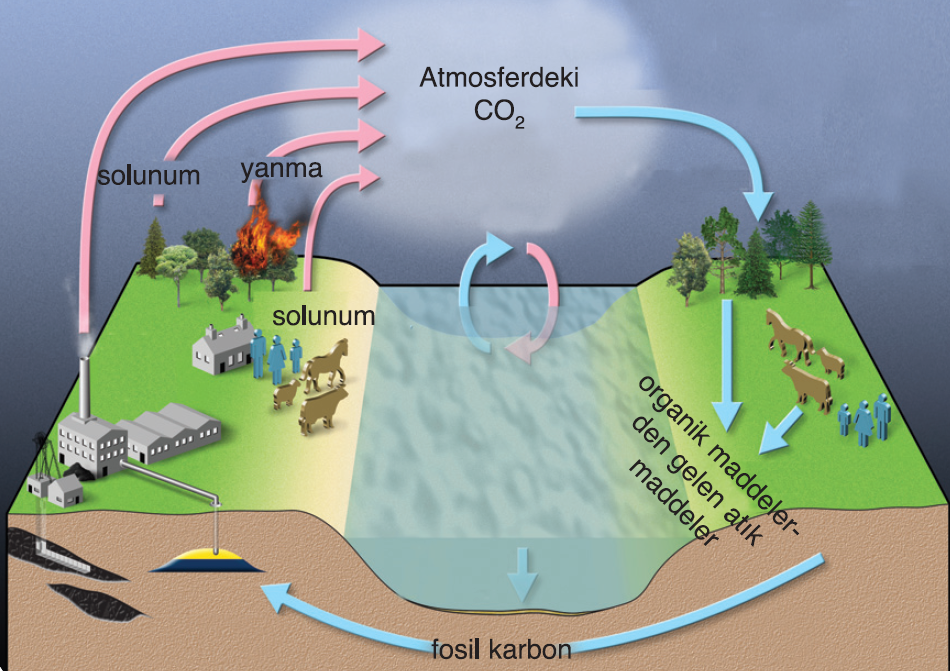 Atmosferdeki
CO₂
solunum
yanma
solunum
organik maddeler-
den gelen atık
maddeler
fosil karbon